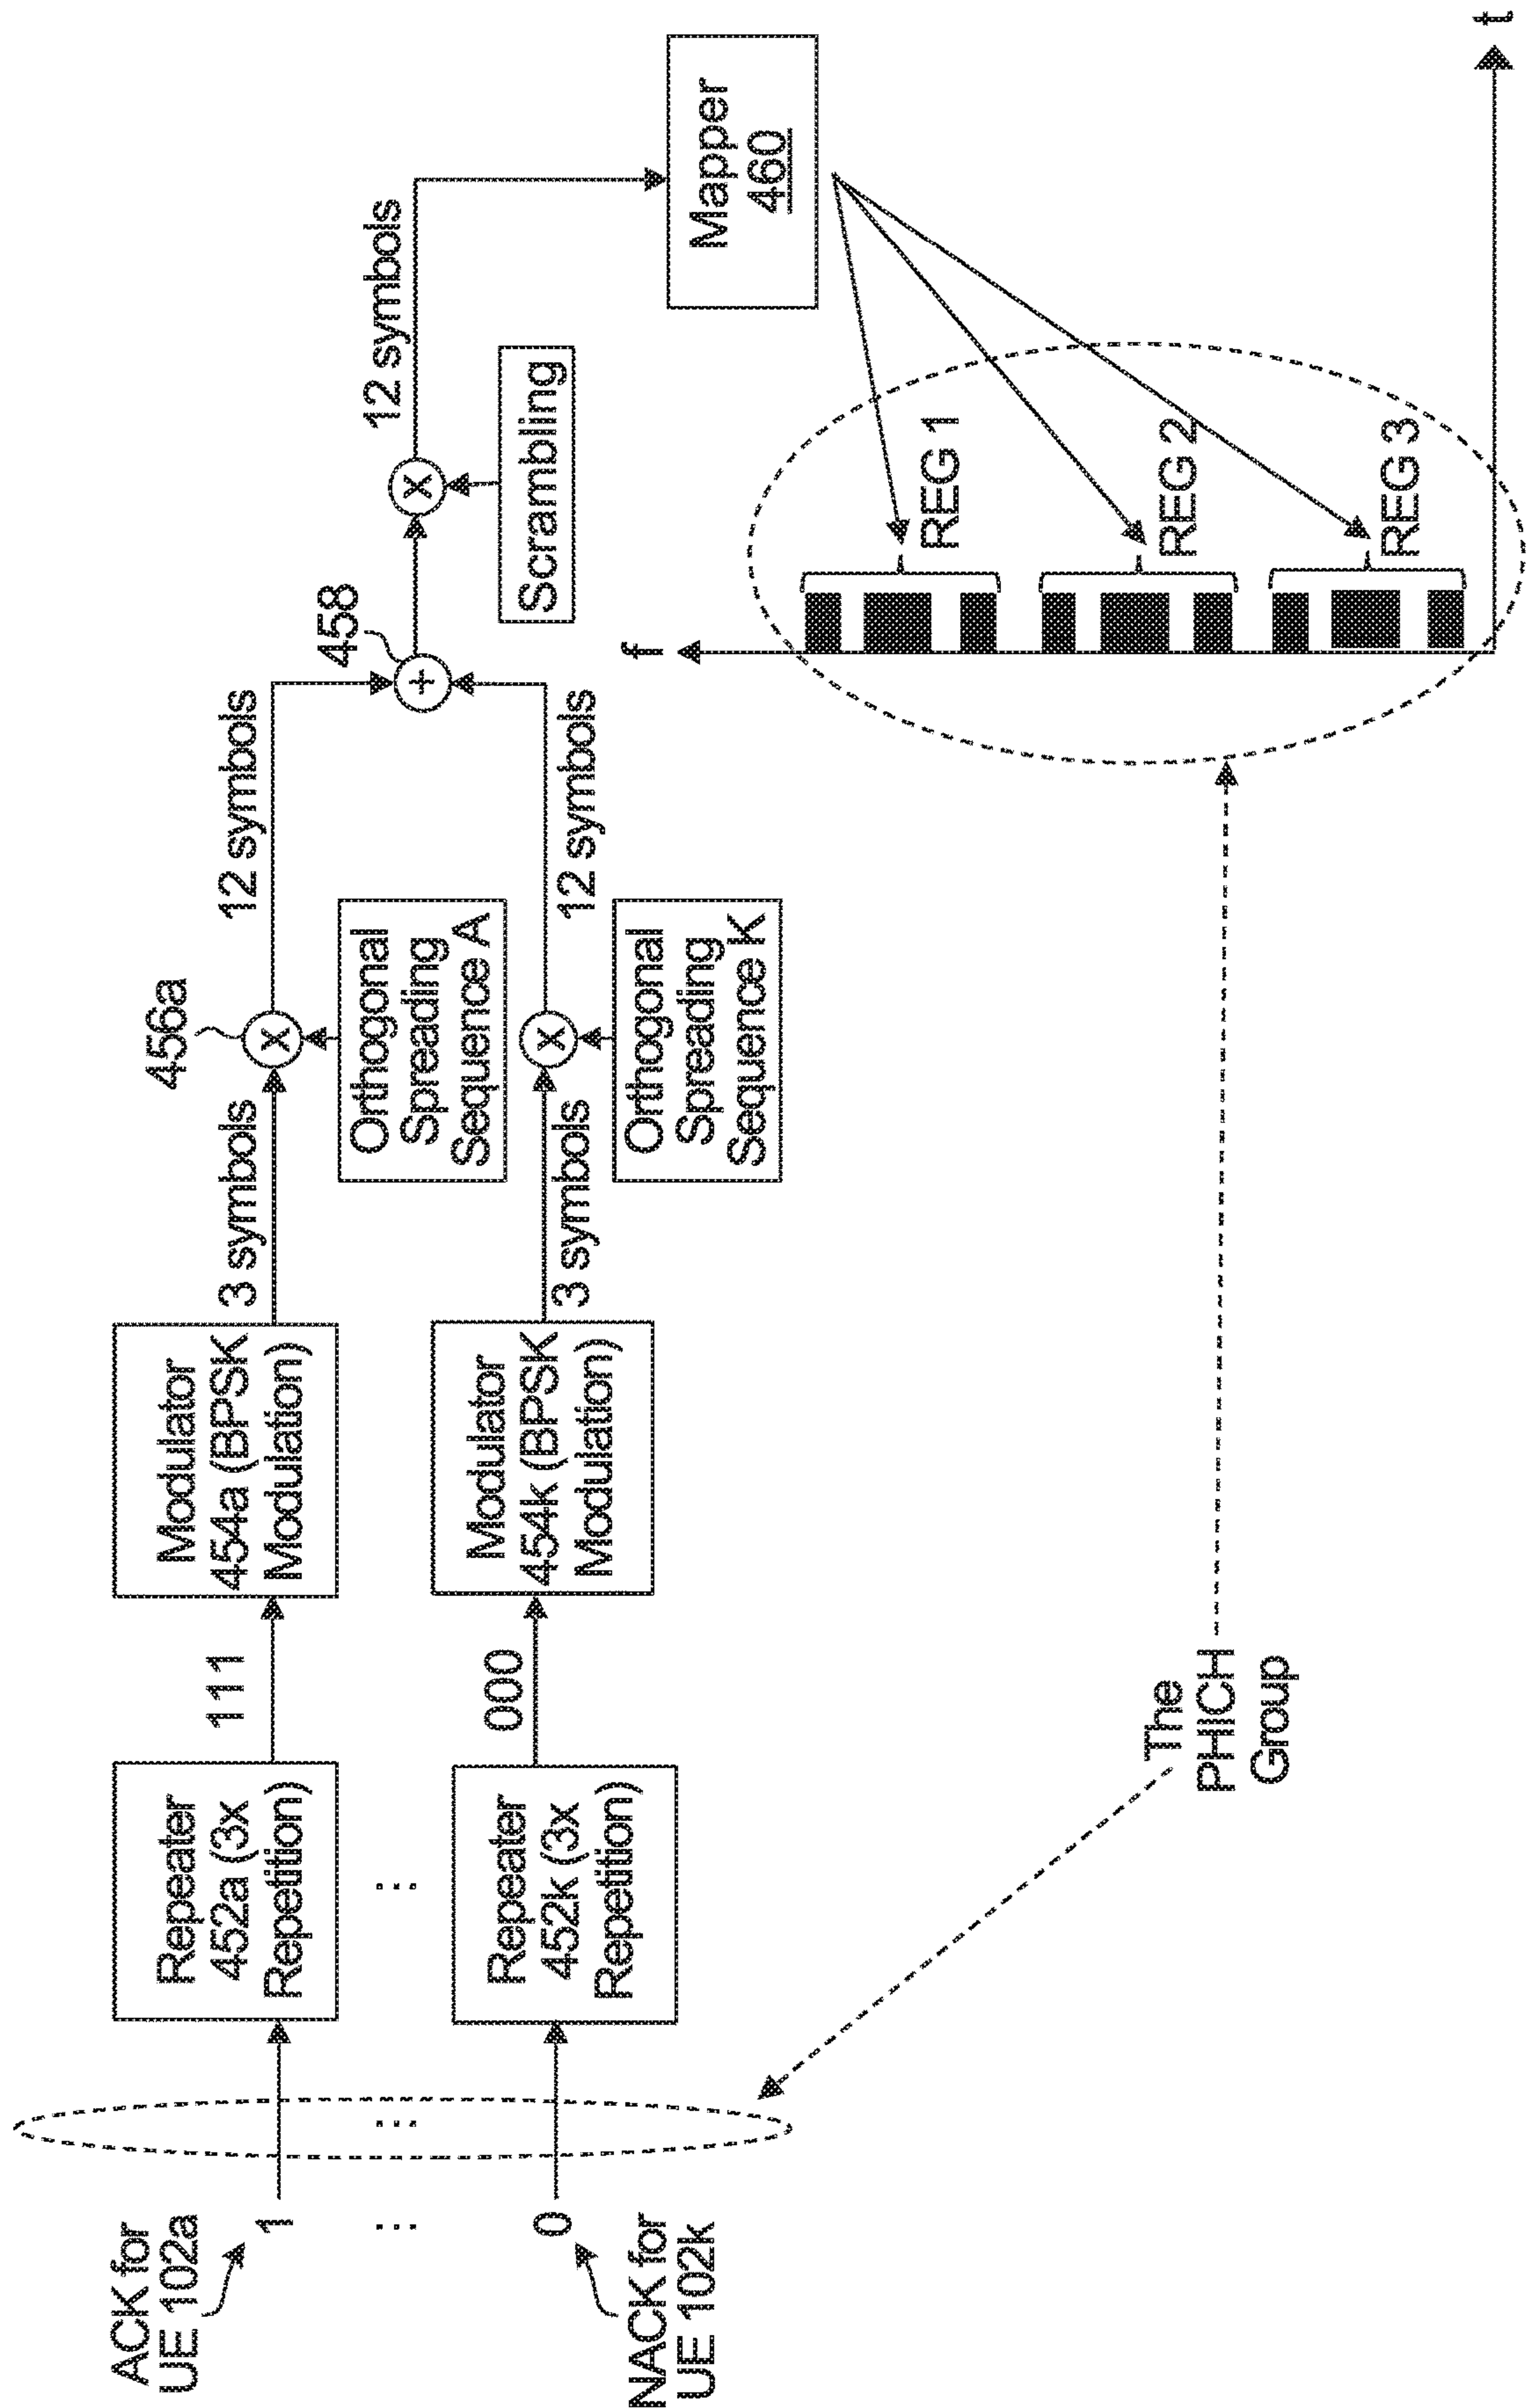 ACK for
UE 102a
1
...
0
NACK for
UE 102k
...
Repeater
452a (3x
Repetition)
...
Repeater
452k (3x
Repetition)
111
000
Modulator
454a (BPSK
Modulation)
Modulator
454k (BPSK
Modulation)
3 symbols
3 symbols
456a
X
Orthogonal
Spreading
Sequence A
X
Orthogonal
Spreading
Sequence K
12 symbols
12 symbols
458
+
X
Scrambling
12 symbols
Mapper
460
The
PHICH
Group
f
REG 1
REG 2
REG 3
t